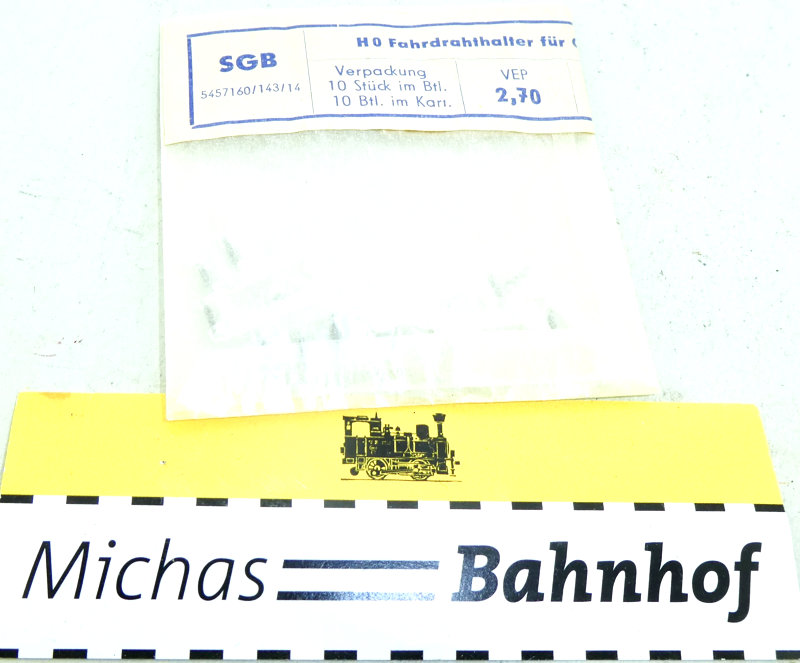 H0 Fahrdrahthalter für
SGB
5457160/143/14
Verpackung
10 Stück im Btl.
10 Btl. im Kart.
VEP
2,70
Michas Bahnhof